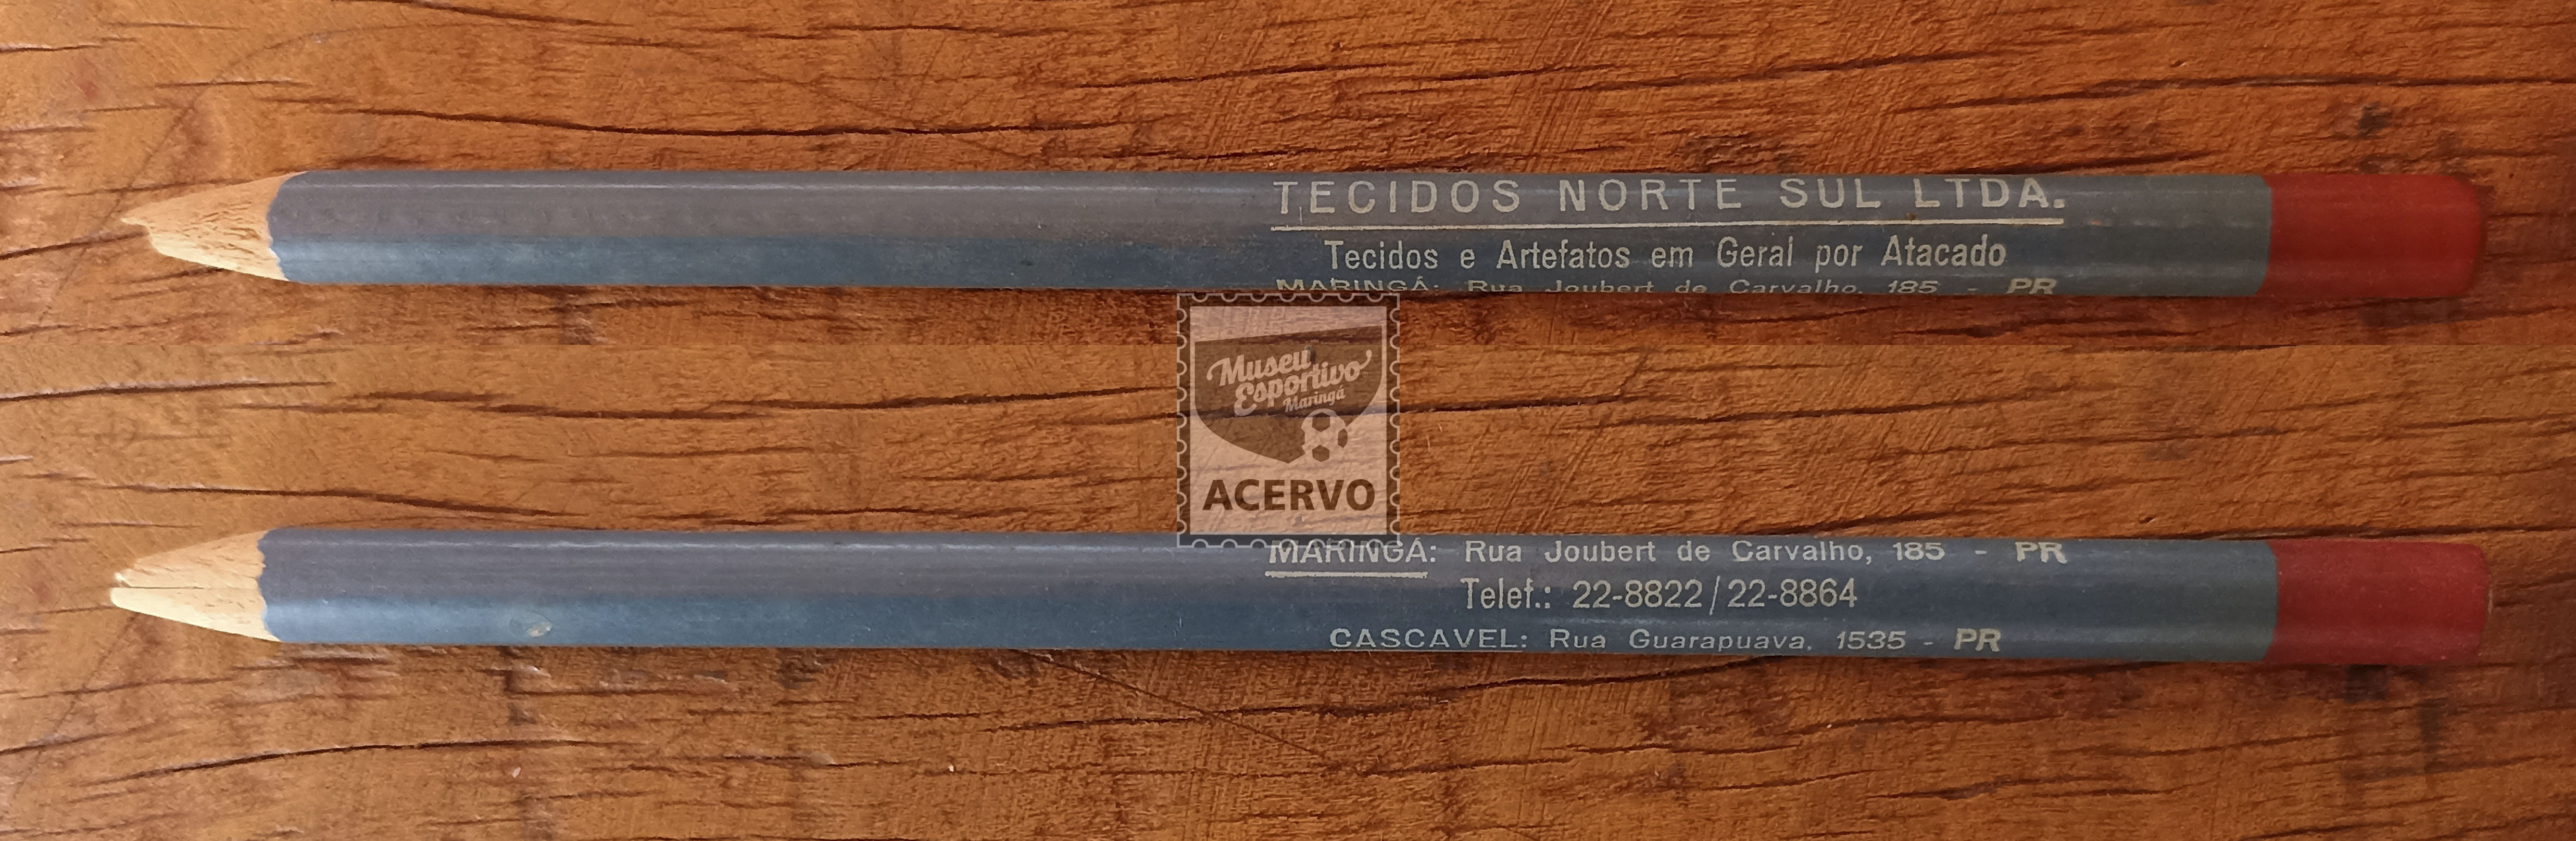 TECIDOS NORTE SUL LTDA.
Tecidos e Artefatos em Geral por Atacado
MARINGÁ: Rua Joubert de Carvalho, 185 - PR
Museu
Esportivo
Maringá
ACERVO
MARINGÁ: Rua Joubert de Carvalho, 185 - PR
Telef.: 22-8822/22-8864
CASCAVEL: Rua Guarapuava, 1535 - PR